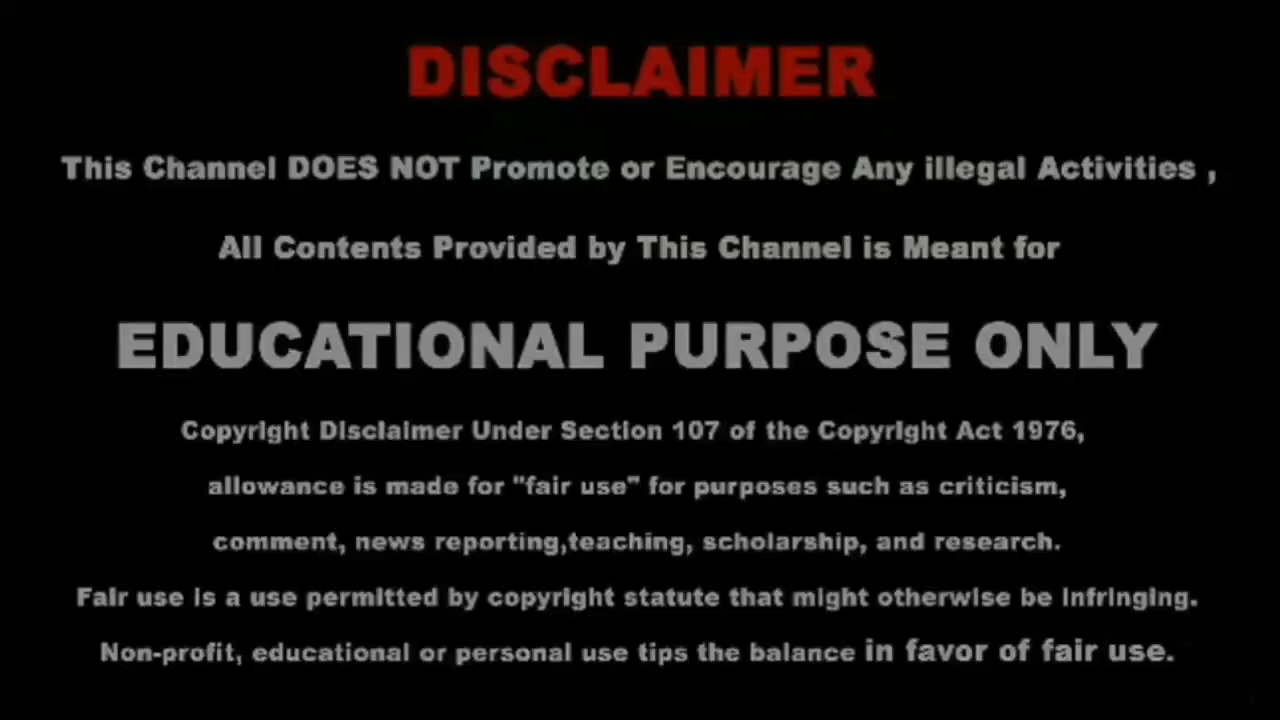 DISCLAIMER
This Channel DOES NOT Promote or Encourage Any illegal Activities ,
All Contents Provided by This Channel is Meant for
EDUCATIONAL PURPOSE ONLY
Copyright Disclaimer Under Section 107 of the Copyright Act 1976,
allowance is made for "fair use" for purposes such as criticism,
comment, news reporting,teaching, scholarship, and research.
Fair use is a use permitted by copyright statute that might otherwise be infringing.
Non-profit, educational or personal use tips the balance in favor of fair use.